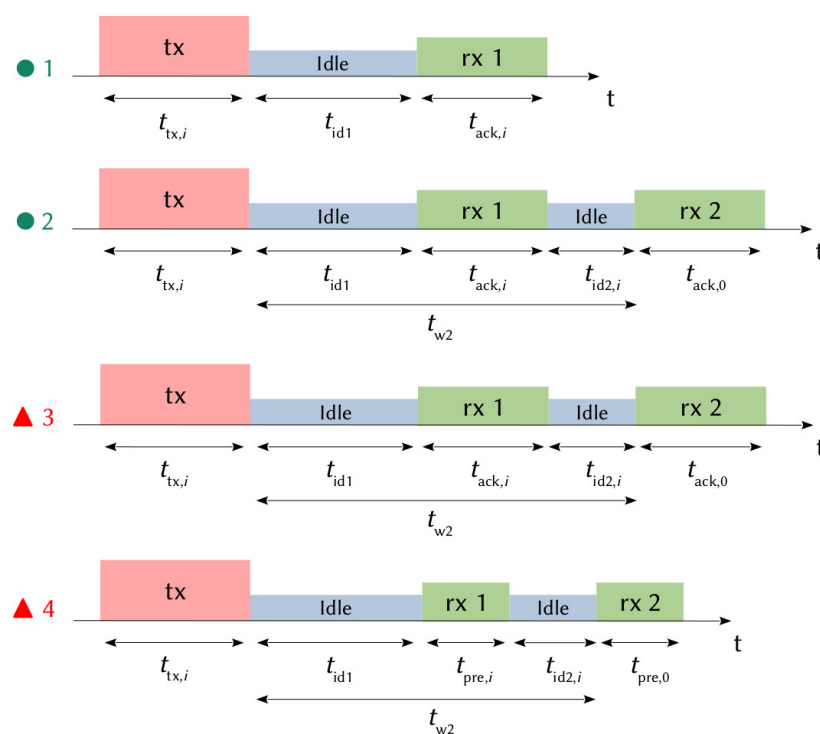 tx Idle rx 1
1 t
t_tx,i t_id1 t_ack,i
tx Idle rx 1 Idle rx 2
2 t
t_tx,i t_id1 t_ack,i t_id2,i t_ack,0
t_w2
tx Idle rx 1 Idle rx 2
3 t
t_tx,i t_id1 t_ack,i t_id2,i t_ack,0
t_w2
tx Idle rx 1 Idle rx 2
4 t
t_tx,i t_id1 t_pre,i t_id2,i t_pre,0
t_w2